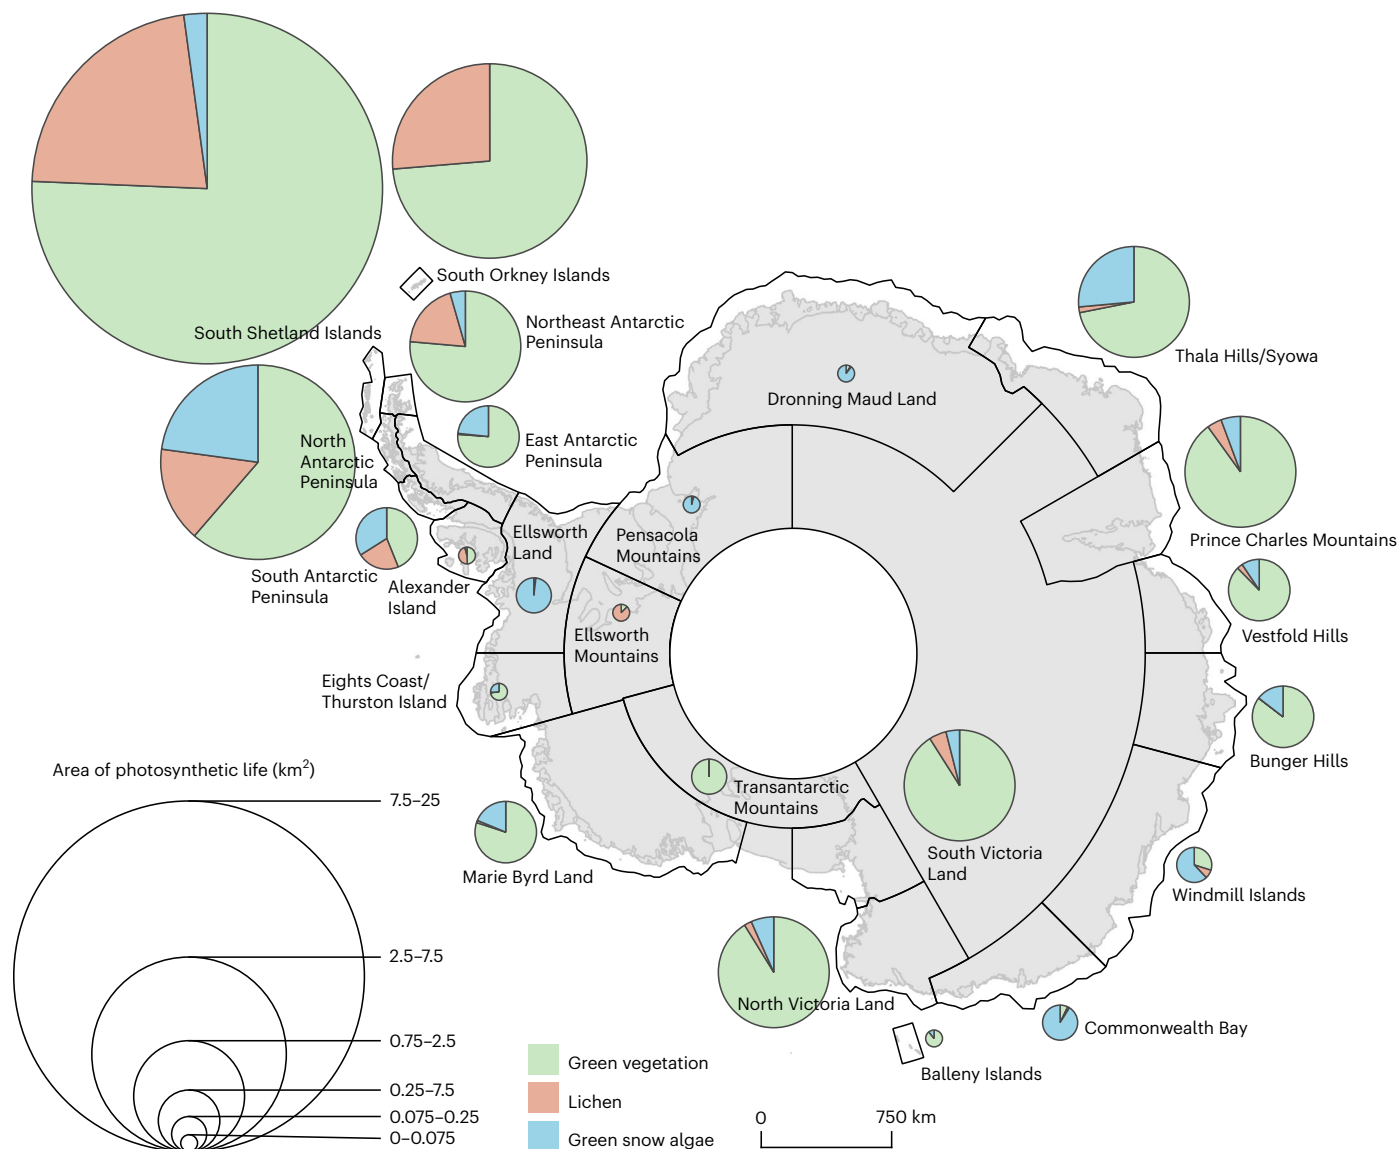 South Orkney Islands
South Shetland Islands
Northeast Antarctic
Peninsula
Thala Hills/Syowa
Dronning Maud Land
North
Antarctic
Peninsula
East Antarctic
Peninsula
Ellsworth
Land
Pensacola
Mountains
Prince Charles Mountains
South Antarctic
Peninsula
Alexander
Island
Ellsworth
Mountains
Vestfold Hills
Eights Coast/
Thurston Island
Bunger Hills
Area of photosynthetic life (km²)
7.5–25
2.5–7.5
0.75–2.5
0.25–7.5
0.075–0.25
0–0.075
Transantarctic
Mountains
South Victoria
Land
Marie Byrd Land
Windmill Islands
North Victoria Land
Commonwealth Bay
Balleny Islands
Green vegetation
Lichen
Green snow algae
0 750 km